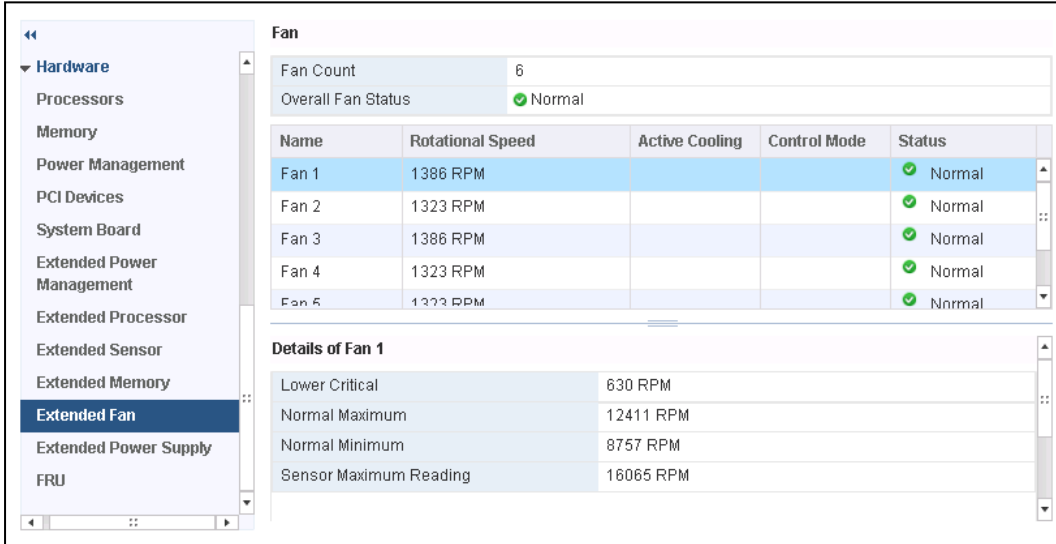 Hardware
Processors
Memory
Power Management
PCI Devices
System Board
Extended Power
Management
Extended Processor
Extended Sensor
Extended Memory
Extended Fan
Extended Power Supply
FRU
Fan
Fan Count 6
Overall Fan Status Normal
Name Rotational Speed Active Cooling Control Mode Status
Fan 1 1386 RPM Normal
Fan 2 1323 RPM Normal
Fan 3 1386 RPM Normal
Fan 4 1323 RPM Normal
Fan 5 1323 RPM Normal
Details of Fan 1
Lower Critical 630 RPM
Normal Maximum 12411 RPM
Normal Minimum 8757 RPM
Sensor Maximum Reading 16065 RPM